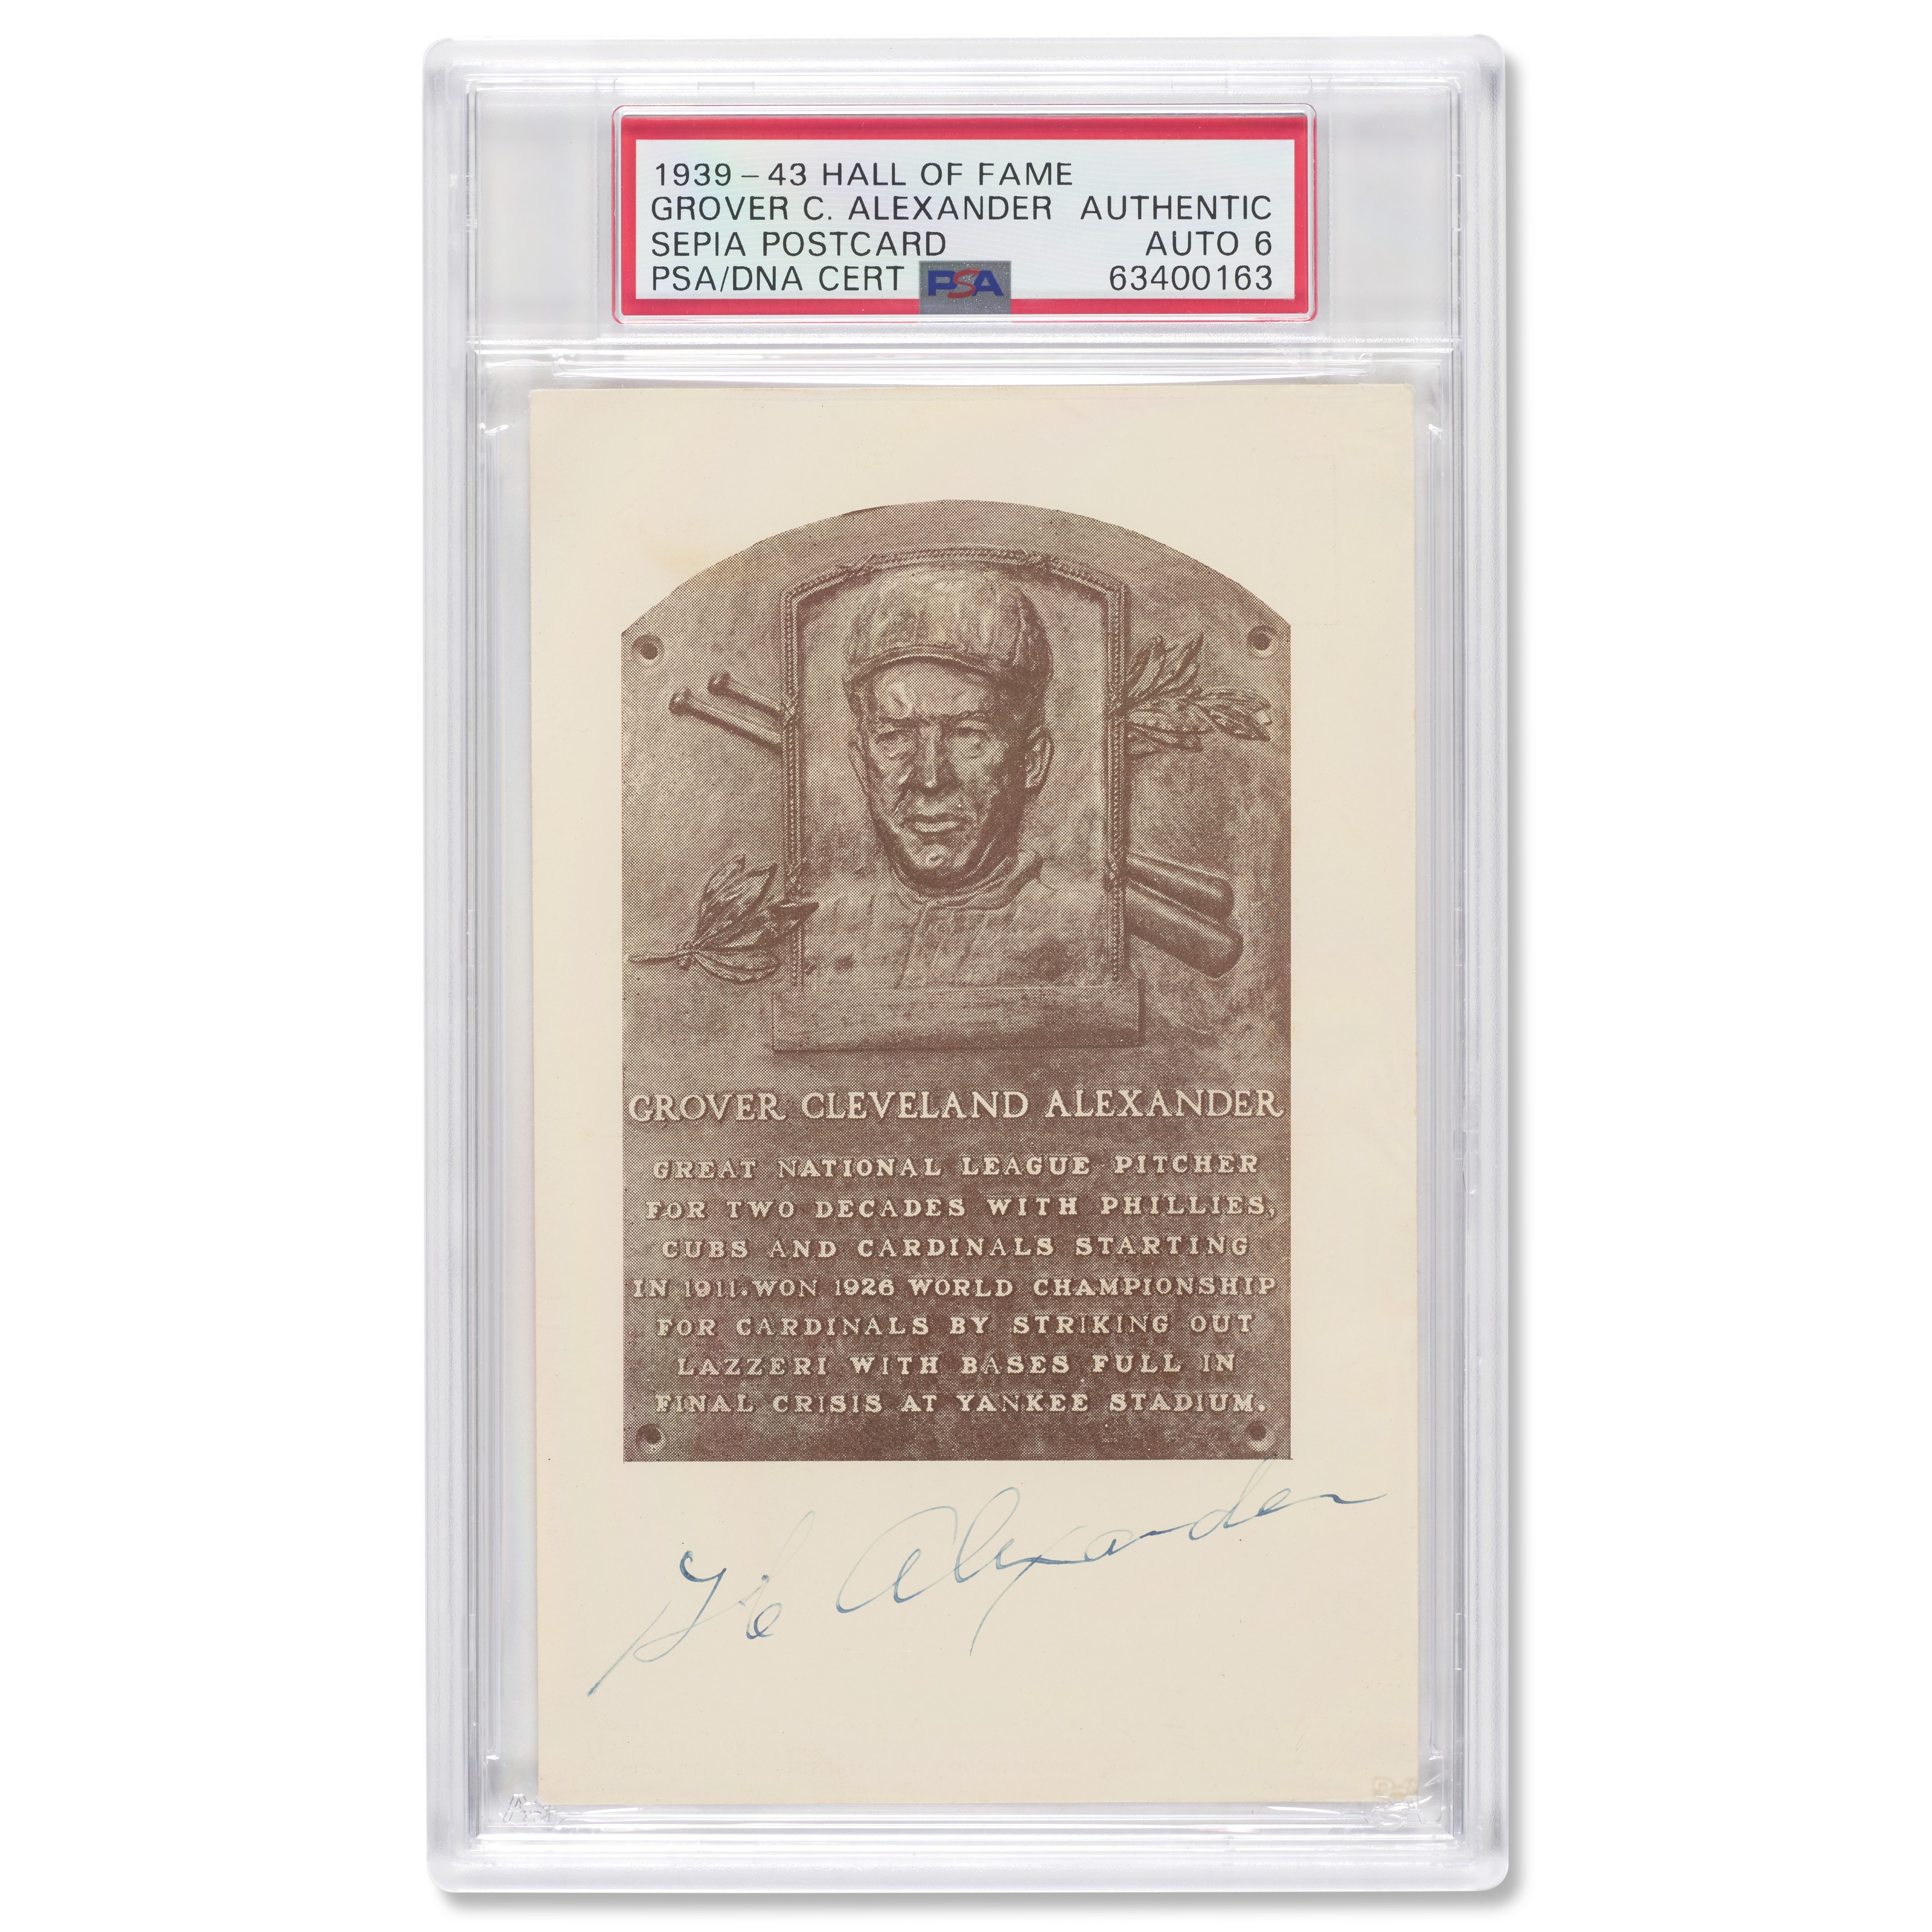 1939 – 43 HALL OF FAME
GROVER C. ALEXANDER AUTHENTIC
SEPIA POSTCARD AUTO 6
PSA/DNA CERT PSA 63400163
GROVER CLEVELAND ALEXANDER
GREAT NATIONAL LEAGUE PITCHER
FOR TWO DECADES WITH PHILLIES,
CUBS AND CARDINALS STARTING
IN 1911. WON 1926 WORLD CHAMPIONSHIP
FOR CARDINALS BY STRIKING OUT
LAZZERI WITH BASES FULL IN
FINAL CRISIS AT YANKEE STADIUM.
Alexander